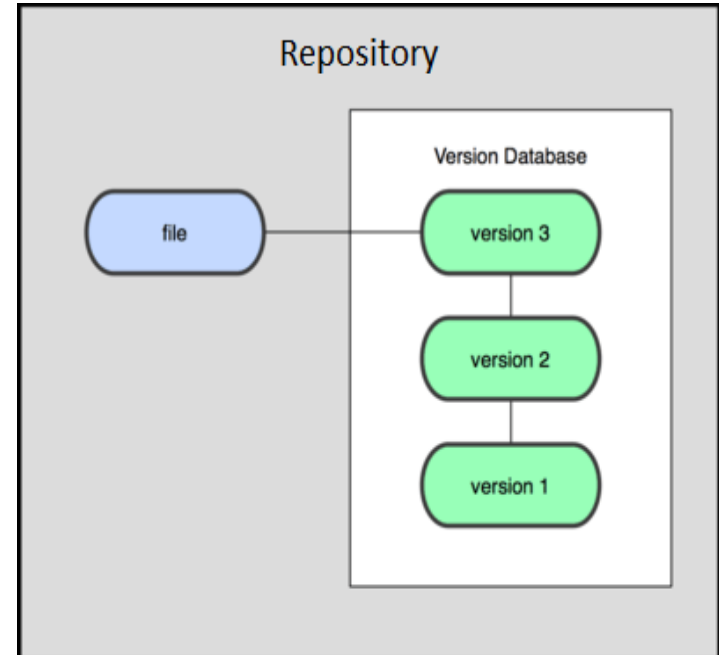 Repository
Version Database
file
version 3
version 2
version 1